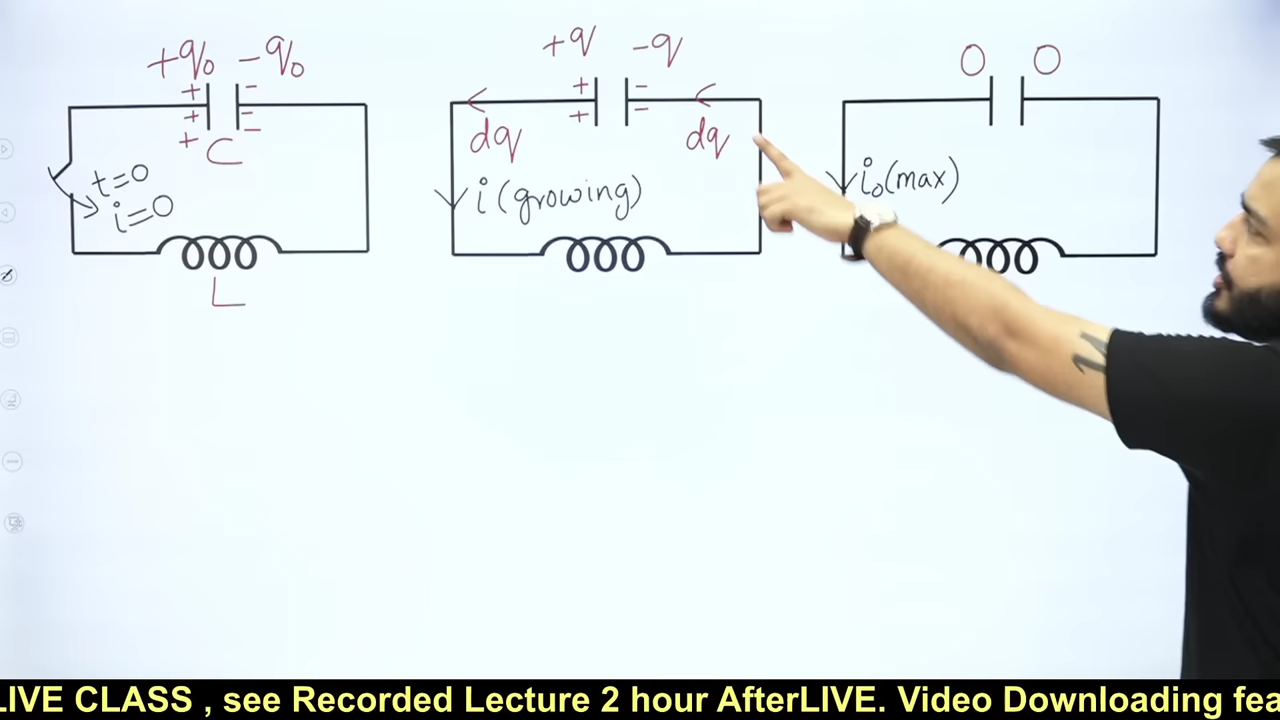 +q₀ -q₀
+ -
+ =
+ -
C
t=0
i=0
L
+q -q
+ -
+ -
dq
dq
i (growing)
0 0
i₀(max)
LIVE CLASS , see Recorded Lecture 2 hour AfterLIVE. Video Downloading fea